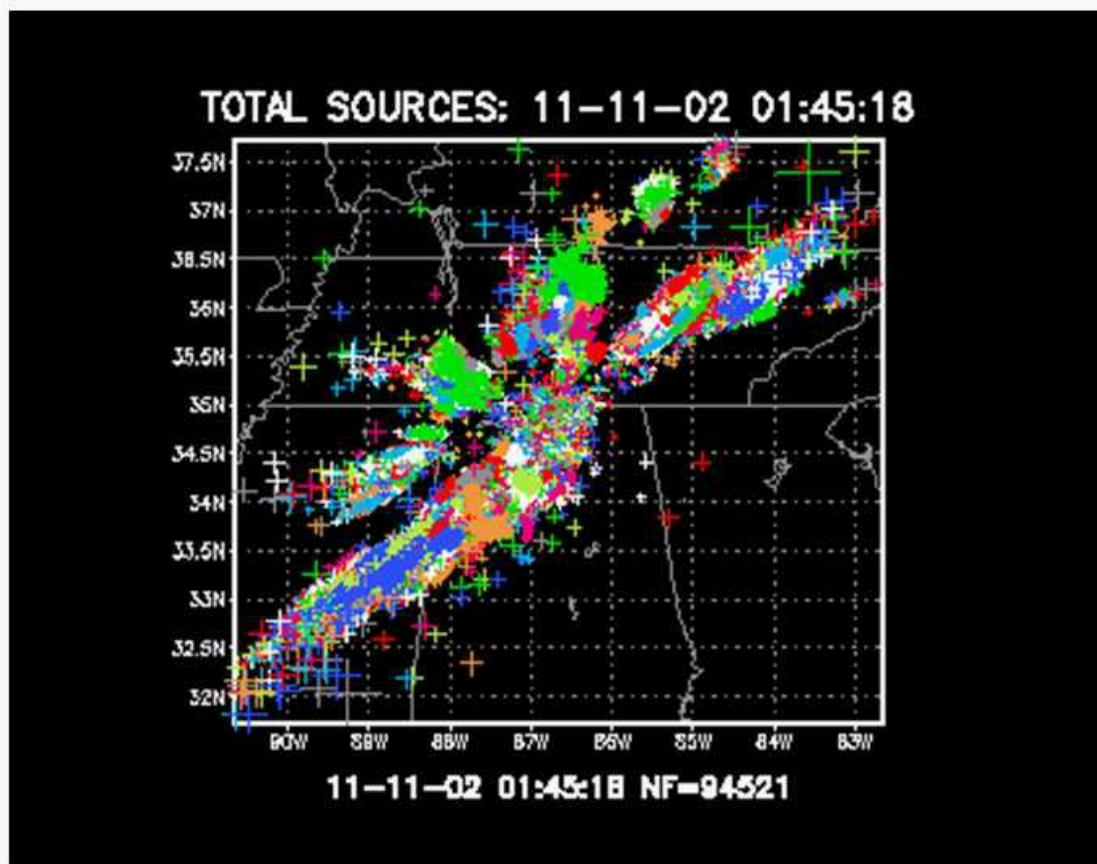 TOTAL SOURCES: 11-11-02 01:45:18
37.5N
37N
36.5N
36N
35.5N
35N
34.5N
34N
33.5N
33N
32.5N
32N
90W 89W 88W 87W 86W 85W 84W 83W
11-11-02 01:45:18 NF=94521